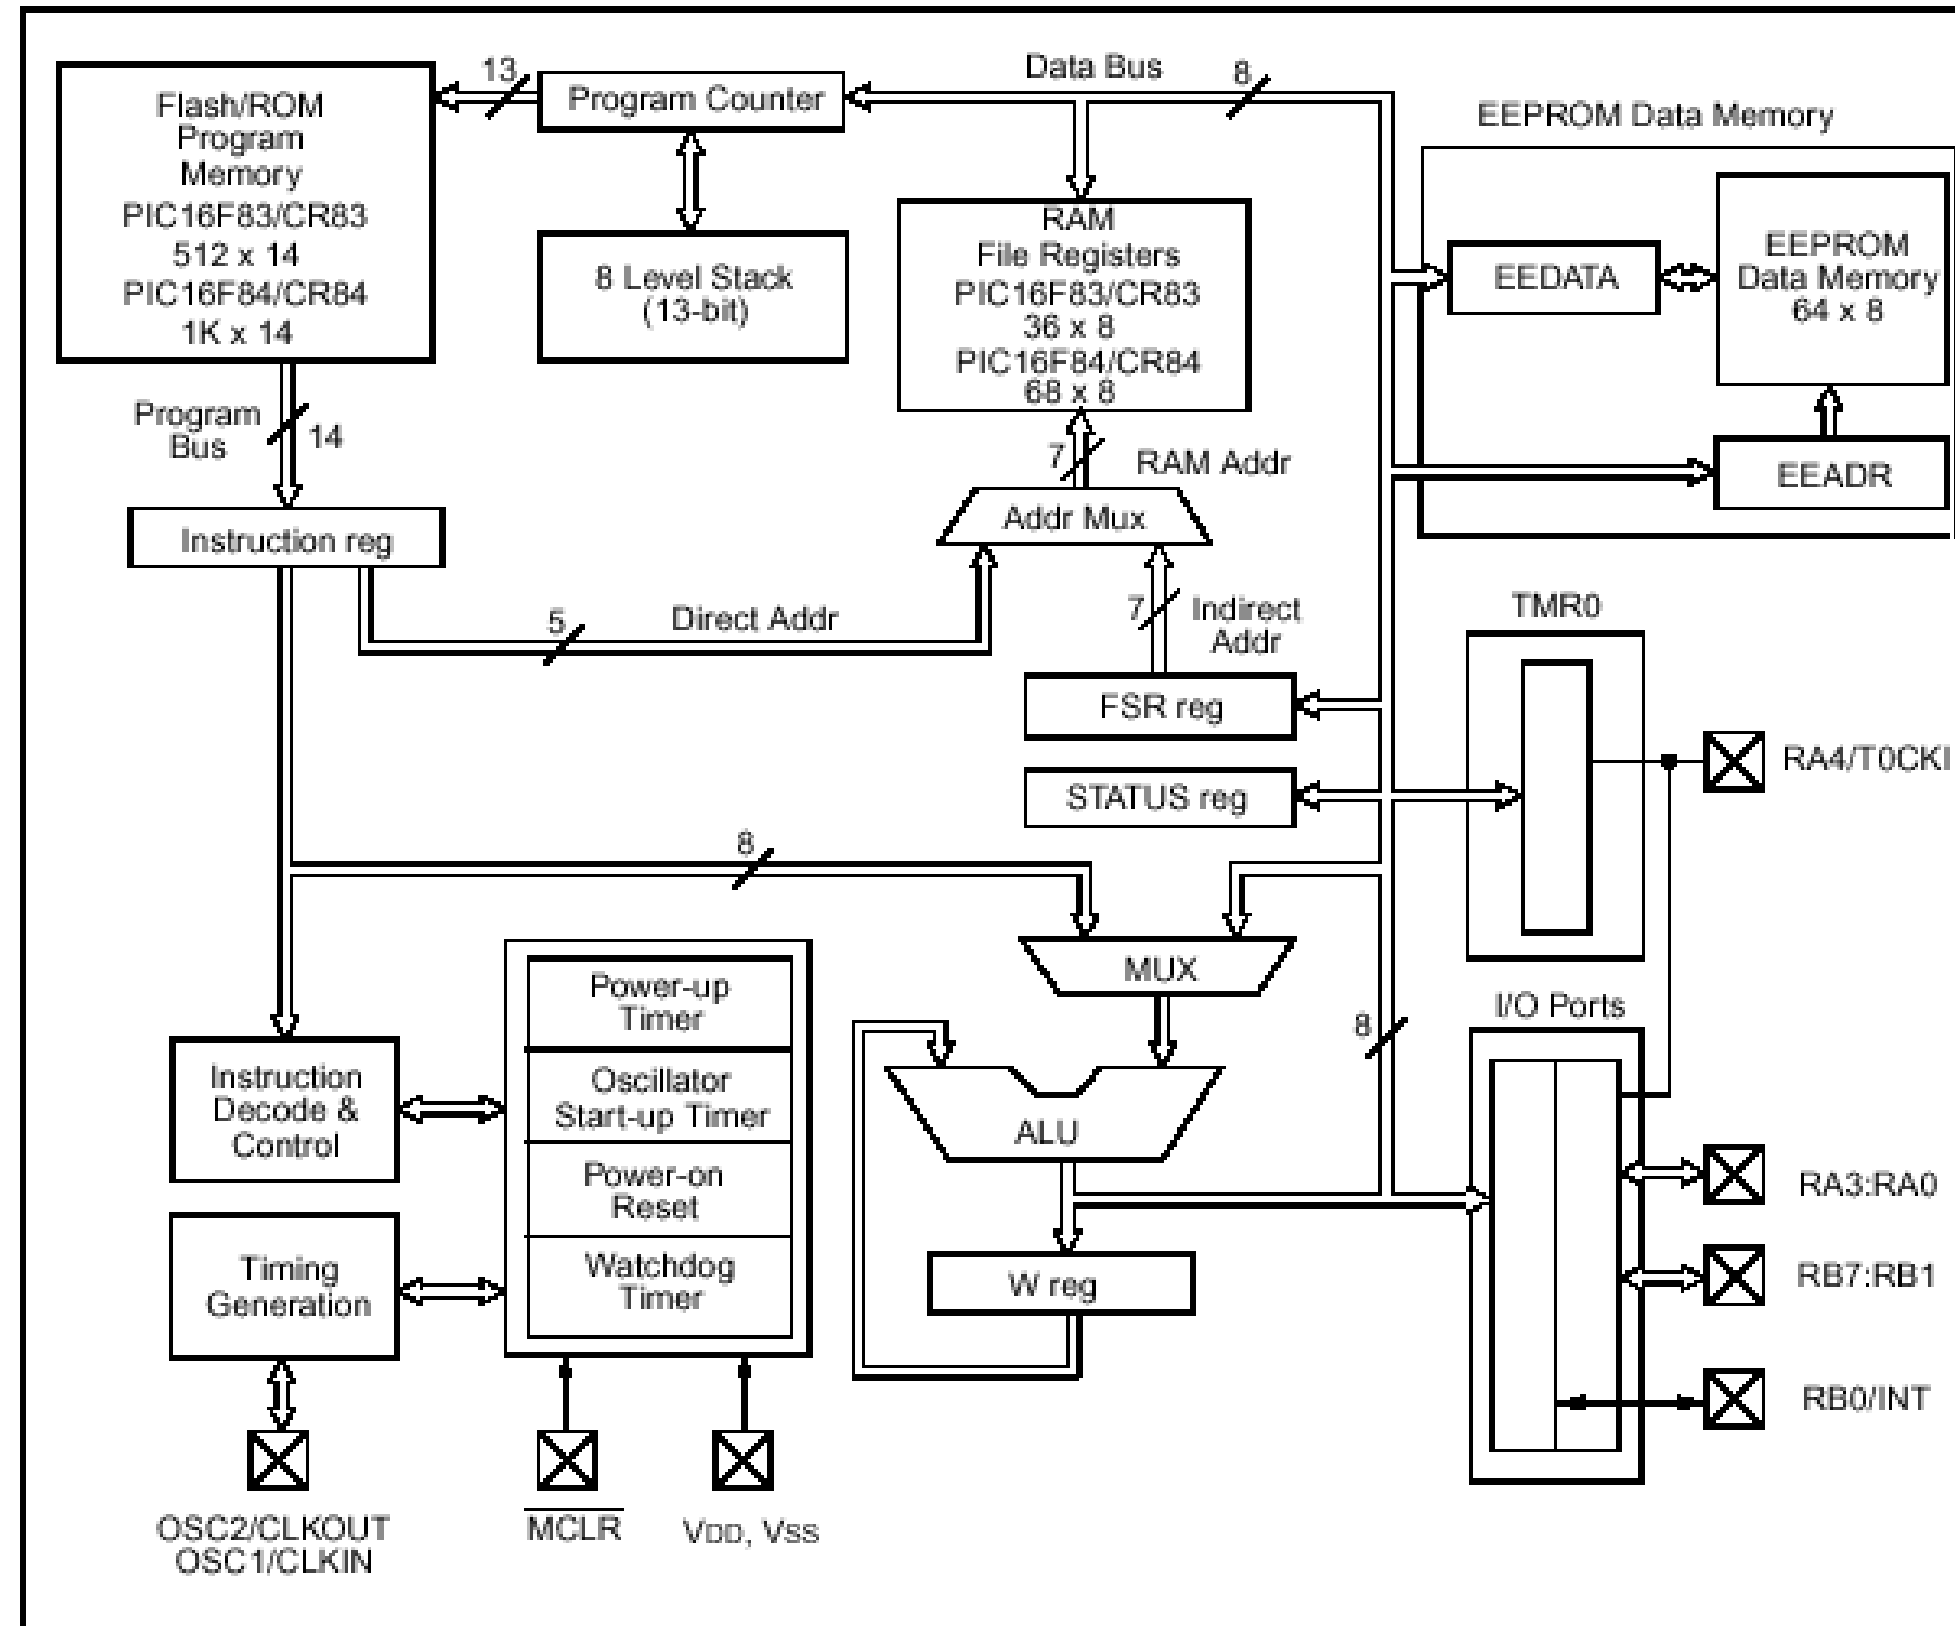 Flash/ROM
Program
Memory
PIC16F83/CR83
512 x 14
PIC16F84/CR84
1K x 14
13
Program Counter
Data Bus
8
8 Level Stack
(13-bit)
RAM
File Registers
PIC16F83/CR83
36 x 8
PIC16F84/CR84
68 x 8
EEPROM Data Memory
EEDATA
EEPROM
Data Memory
64 x 8
EEADR
Program
Bus
14
7
RAM Addr
Addr Mux
Instruction reg
5
Direct Addr
7
Indirect
Addr
FSR reg
STATUS reg
TMR0
RA4/T0CKI
8
MUX
8
I/O Ports
Power-up
Timer
Oscillator
Start-up Timer
Power-on
Reset
Watchdog
Timer
Instruction
Decode &
Control
Timing
Generation
ALU
W reg
RA3:RA0
RB7:RB1
RB0/INT
OSC2/CLKOUT
OSC1/CLKIN
MCLR
VDD, VSS